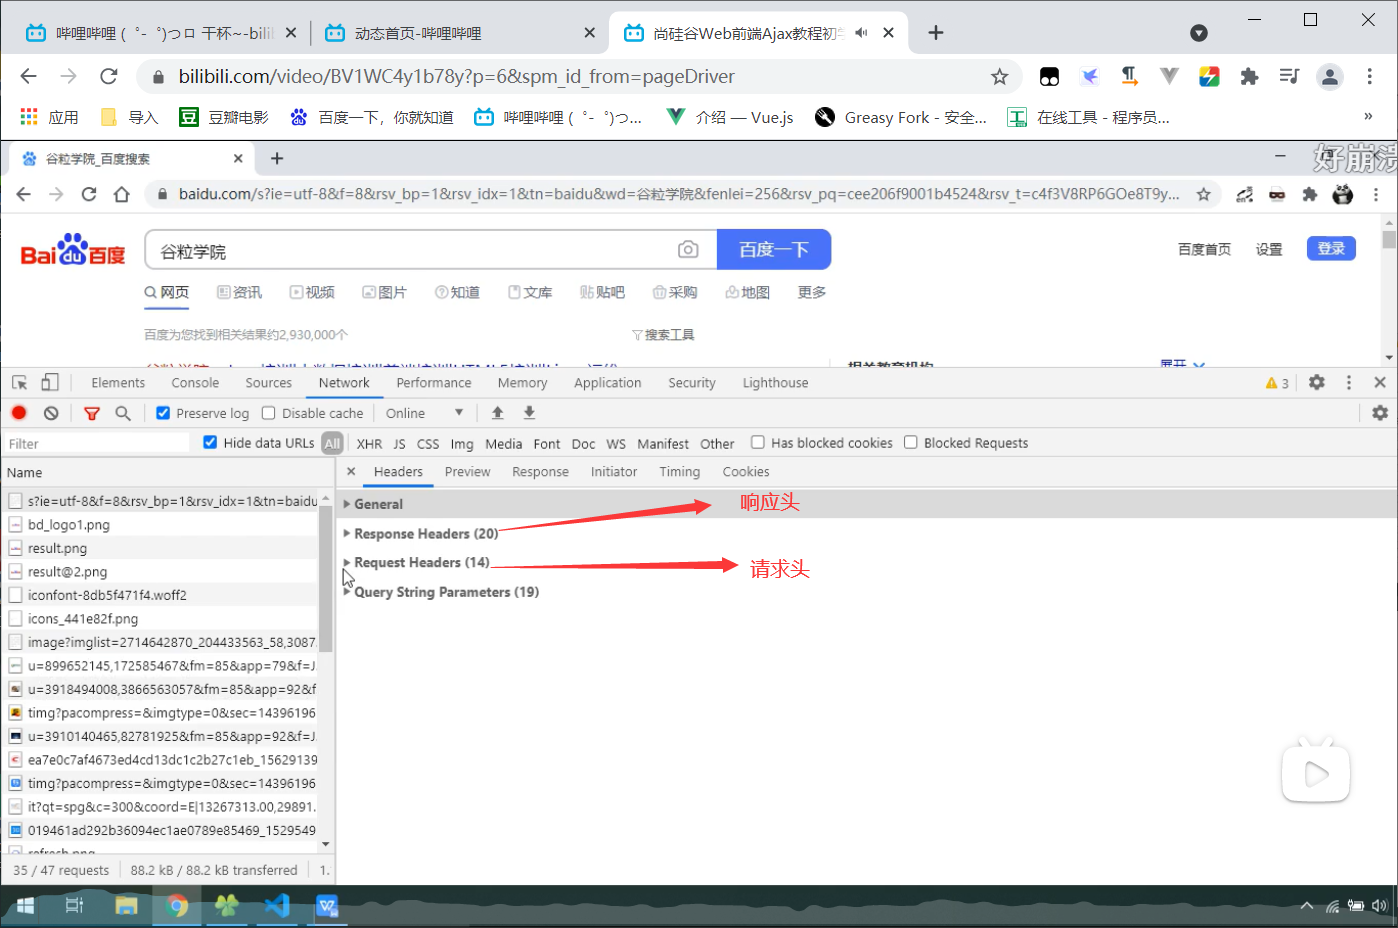 哔哩哔哩 ( ゜- ゜)つロ 干杯~-bili
动态首页-哔哩哔哩
尚硅谷Web前端Ajax教程初学
bilibili.com/video/BV1WC4y1b78y?p=6&spm_id_from=pageDriver
应用
导入
豆瓣电影
百度一下，你就知道
哔哩哔哩 ( ゜- ゜)つ...
介绍 — Vue.js
Greasy Fork - 安全...
在线工具 - 程序员...
»
谷粒学院_百度搜索
好崩溃
baidu.com/s?ie=utf-8&f=8&rsv_bp=1&rsv_idx=1&tn=baidu&wd=谷粒学院&fenlei=256&rsv_pq=cee206f9001b4524&rsv_t=c4f3V8RP6GOe8T9y...
Bai du 百度
谷粒学院
百度一下
百度首页
设置
登录
网页
资讯
视频
图片
知道
文库
贴吧
采购
地图
更多
百度为您找到相关结果约2,930,000个
搜索工具
相关教育机构
展开
Elements
Console
Sources
Network
Performance
Memory
Application
Security
Lighthouse
3
Preserve log
Disable cache
Online
Filter
Hide data URLs
All
XHR
JS
CSS
Img
Media
Font
Doc
WS
Manifest
Other
Has blocked cookies
Blocked Requests
Name
Headers
Preview
Response
Initiator
Timing
Cookies
s?ie=utf-8&f=8&rsv_bp=1&rsv_idx=1&tn=baidu
bd_logo1.png
result.png
result@2.png
iconfont-8db5f471f4.woff2
icons_441e82f.png
image?imglist=2714642870_204433563_58,3087
u=899652145,172585467&fm=85&app=79&f=J
u=3918494008,3866563057&fm=85&app=92&f
timg?pacompress=&imgtype=0&sec=14396196
u=3910140465,82781925&fm=85&app=92&f=J
ea7e0c7af4673ed4cd13dc1c2b27c1eb_15629139
timg?pacompress=&imgtype=0&sec=14396196
it?qt=spg&c=300&coord=E|13267313.00,29891.
019461ad292b36094ec1ae0789e85469_1529549
refresh.png
General
响应头
Response Headers (20)
Request Headers (14)
请求头
Query String Parameters (19)
35 / 47 requests
88.2 kB / 88.2 kB transferred
1.